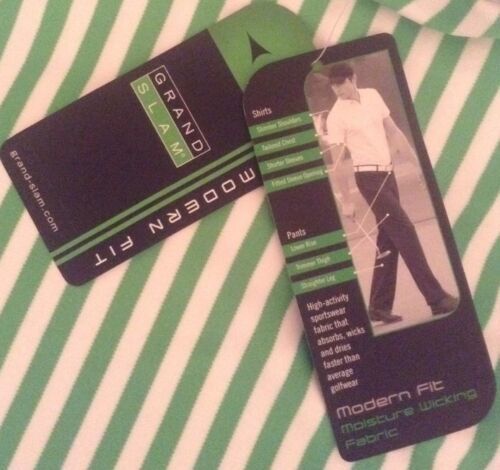 GRAND
SLAM®
MODERN FIT
grand-slam.com
Shirts
Slimmer Shoulders
Tailored Chest
Shorter Sleeves
Fitted Sleeve Opening
Pants
Lower Rise
Trimmer Thigh
Straighter Leg
High-activity
sportswear
fabric that
absorbs, wicks
and dries
faster than
average
golfwear
Modern Fit
Moisture Wicking
Fabric